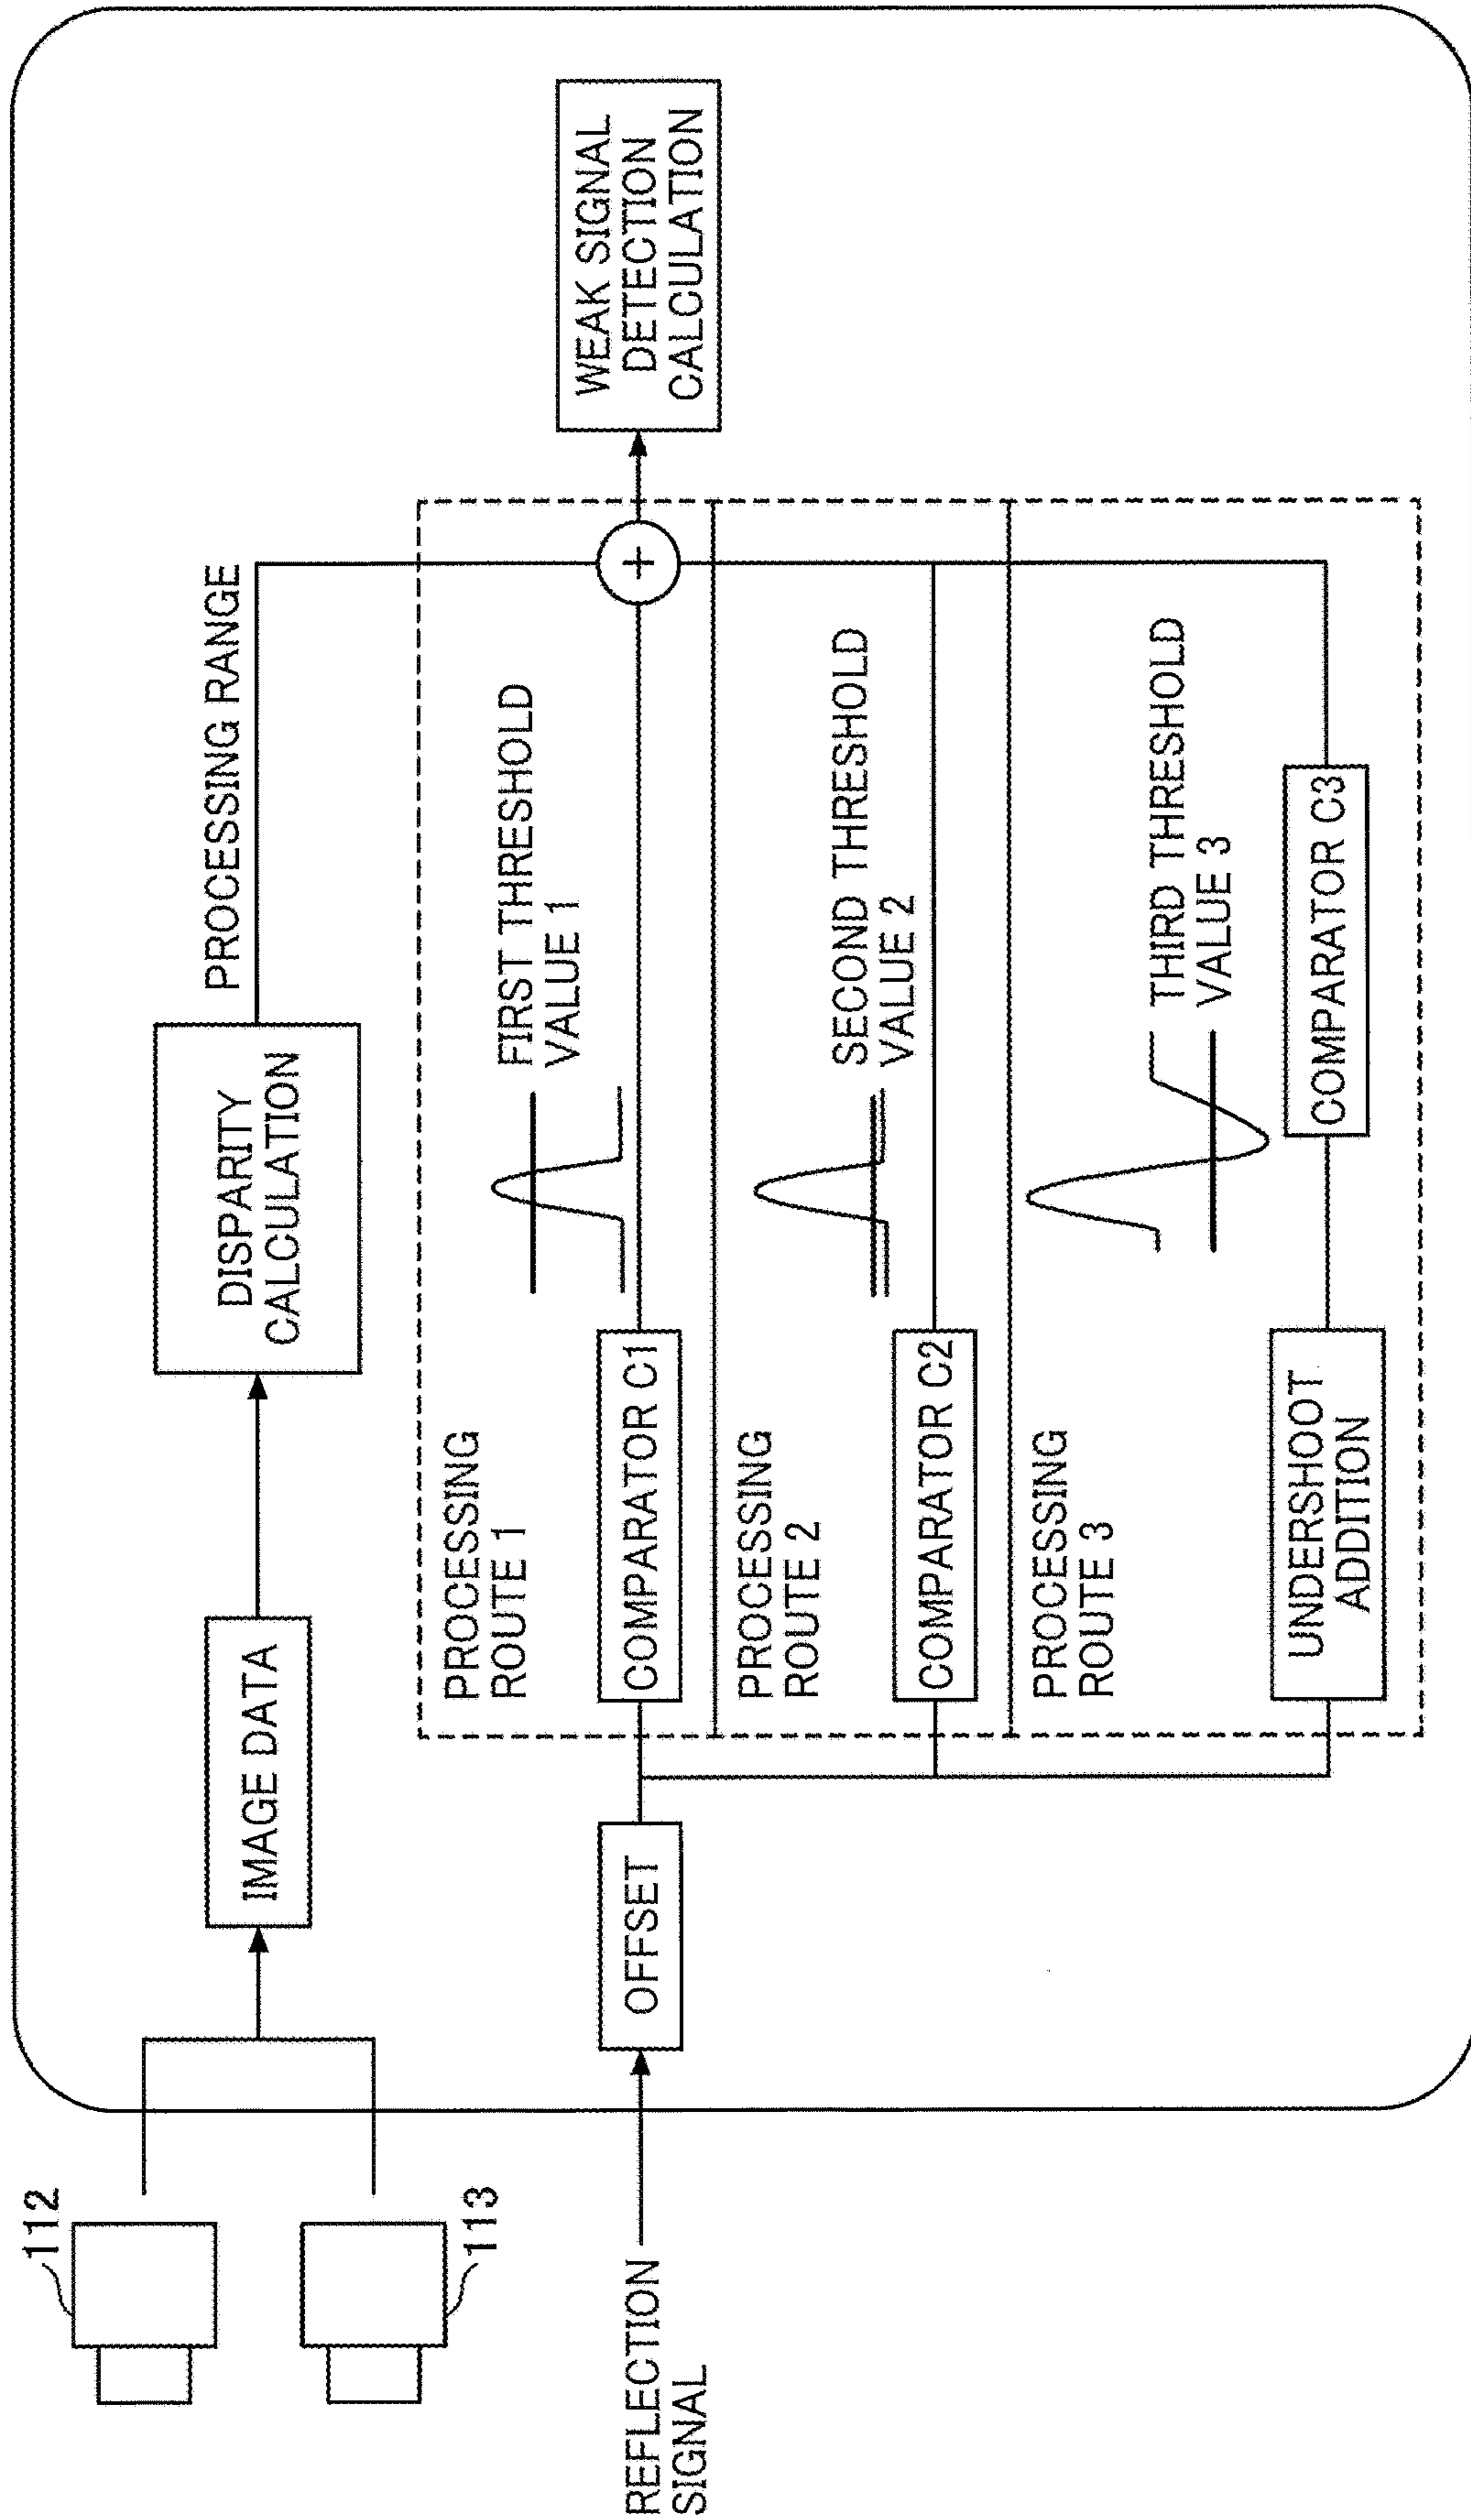 112
113
IMAGE DATA
DISPARITY
CALCULATION
PROCESSING RANGE
REFLECTION
SIGNAL
OFFSET
PROCESSING
ROUTE 1
COMPARATOR C1
FIRST THRESHOLD
VALUE 1
+
WEAK SIGNAL
DETECTION
CALCULATION
PROCESSING
ROUTE 2
COMPARATOR C2
SECOND THRESHOLD
VALUE 2
PROCESSING
ROUTE 3
UNDERSHOOT
ADDITION
THIRD THRESHOLD
VALUE 3
COMPARATOR C3